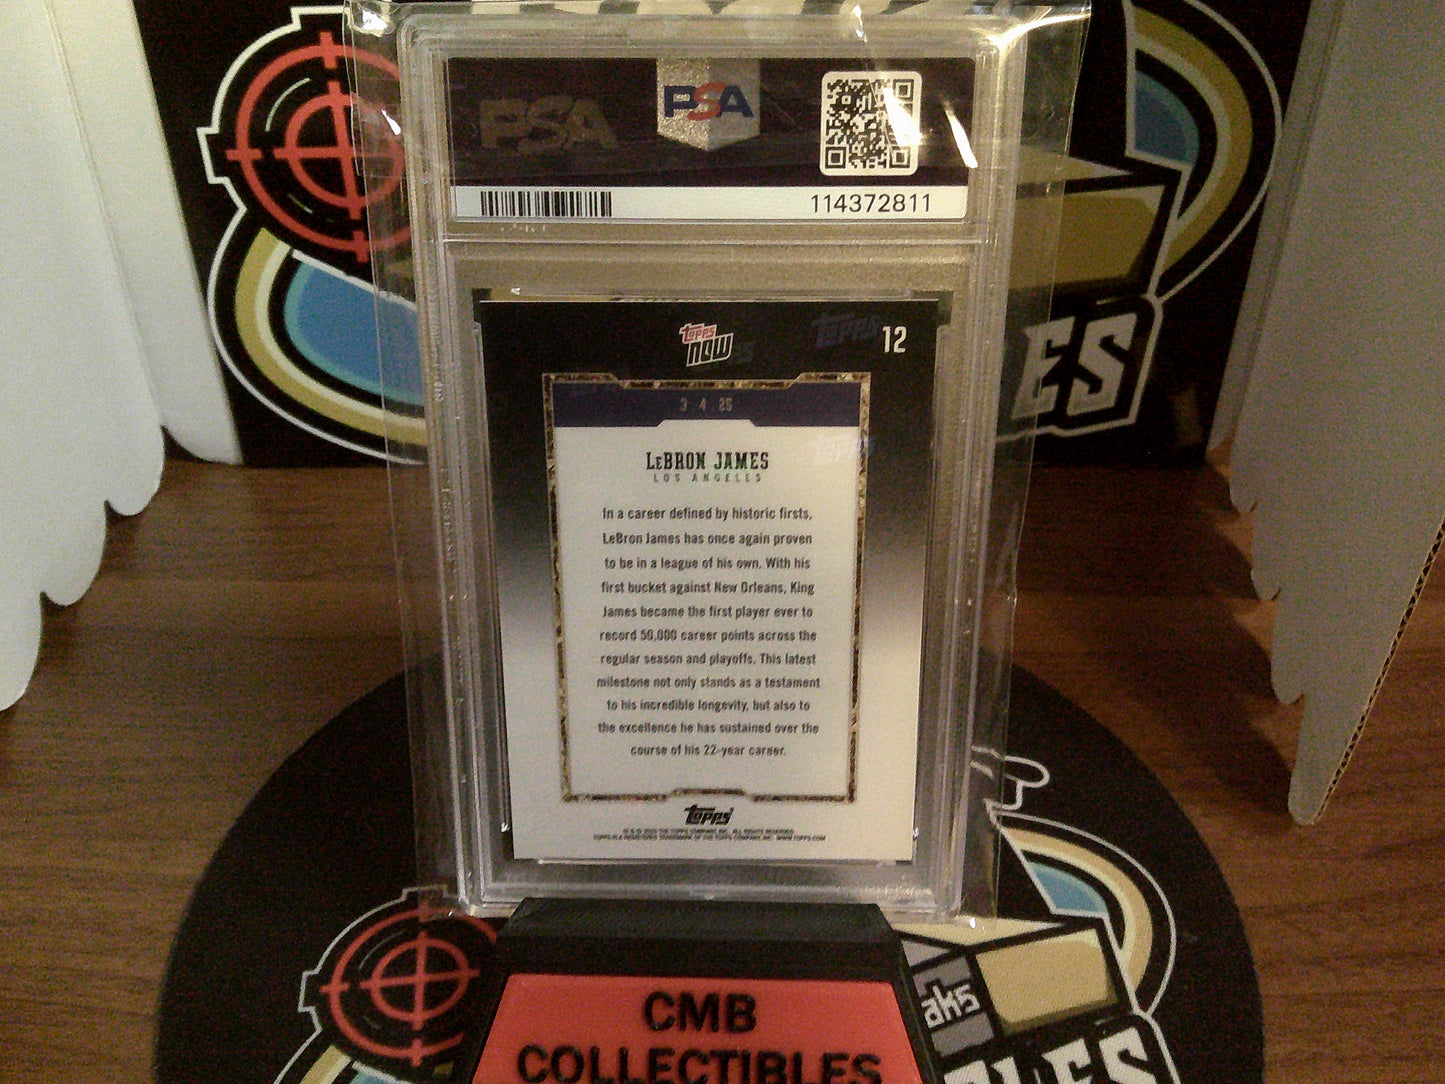 PSA
PSA
114372811
topps now
12
3 4 25
LeBRON JAMES
LOS ANGELES
In a career defined by historic firsts,
LeBron James has once again proven
to be in a league of his own. With his
first bucket against New Orleans, King
James became the first player ever to
record 50,000 career points across the
regular season and playoffs. This latest
milestone not only stands as a testament
to his incredible longevity, but also to
the excellence he has sustained over the
course of his 22-year career.
topps
ES
aks
CMB
COLLECTIBLES